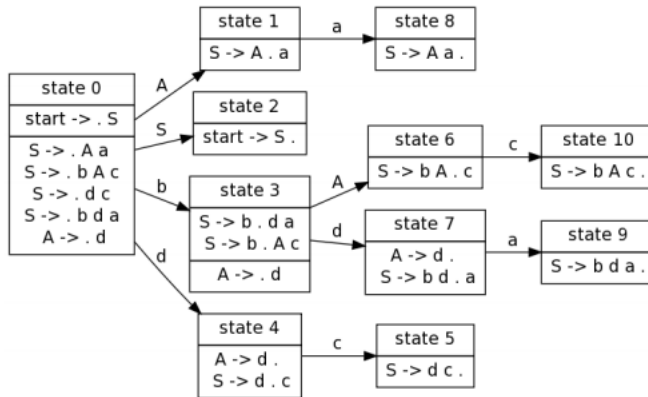 state 0
start -> . S
S -> . A a
S -> . b A c
S -> . d c
S -> . b d a
A -> . d
A
S
b
d
state 1
S -> A . a
a
state 8
S -> A a .
state 2
start -> S .
state 3
S -> b . d a
S -> b . A c
A -> . d
A
d
state 6
S -> b A . c
c
state 10
S -> b A c .
state 7
A -> d .
S -> b d . a
a
state 9
S -> b d a .
state 4
A -> d .
S -> d . c
c
state 5
S -> d c .